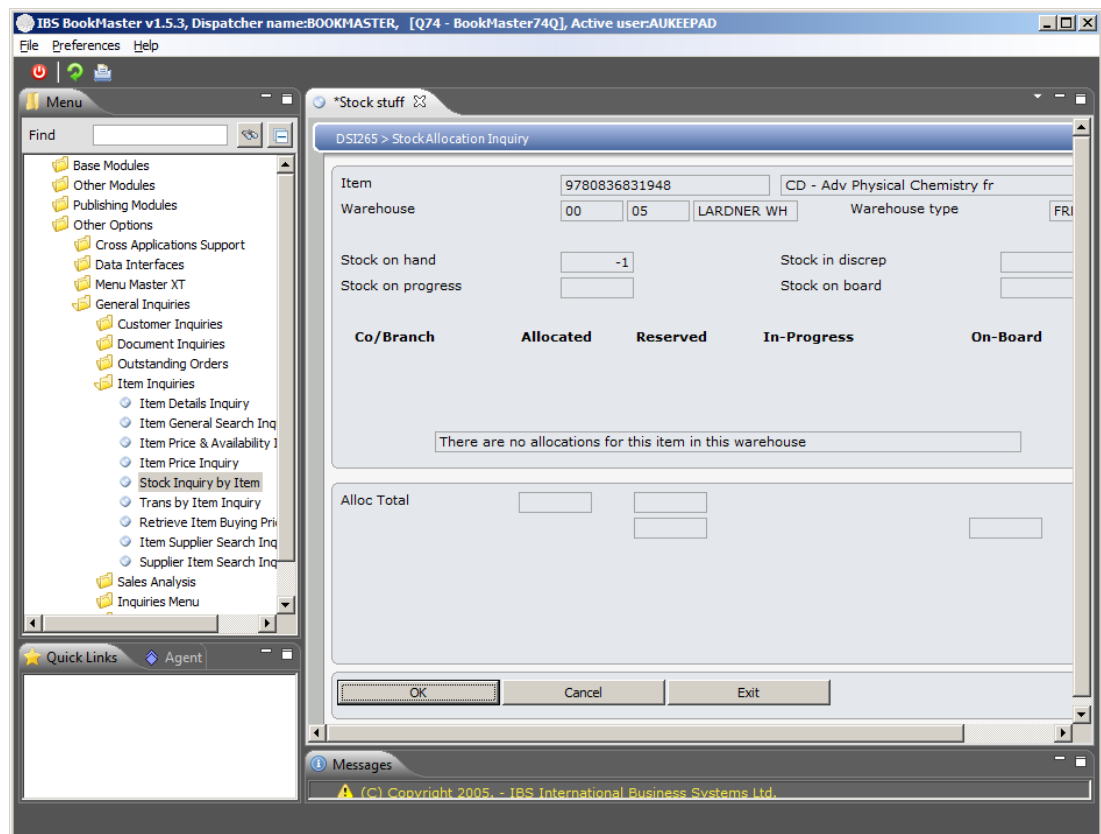 IBS BookMaster v1.5.3, Dispatcher name:BOOKMASTER, [Q74 - BookMaster74Q], Active user:AUKEEPAD
File Preferences Help
Menu
Find
Base Modules
Other Modules
Publishing Modules
Other Options
Cross Applications Support
Data Interfaces
Menu Master XT
General Inquiries
Customer Inquiries
Document Inquiries
Outstanding Orders
Item Inquiries
Item Details Inquiry
Item General Search Inq
Item Price & Availability I
Item Price Inquiry
Stock Inquiry by Item
Trans by Item Inquiry
Retrieve Item Buying Pri
Item Supplier Search Inq
Supplier Item Search Inq
Sales Analysis
Inquiries Menu
Quick Links Agent
*Stock stuff
DSI265 > Stock Allocation Inquiry
Item 9780836831948 CD - Adv Physical Chemistry fr
Warehouse 00 05 LARDNER WH Warehouse type FRI
Stock on hand -1 Stock in discrep
Stock on progress Stock on board
Co/Branch Allocated Reserved In-Progress On-Board
There are no allocations for this item in this warehouse
Alloc Total
OK Cancel Exit
Messages
(C) Copyright 2005. - IBS International Business Systems Ltd.